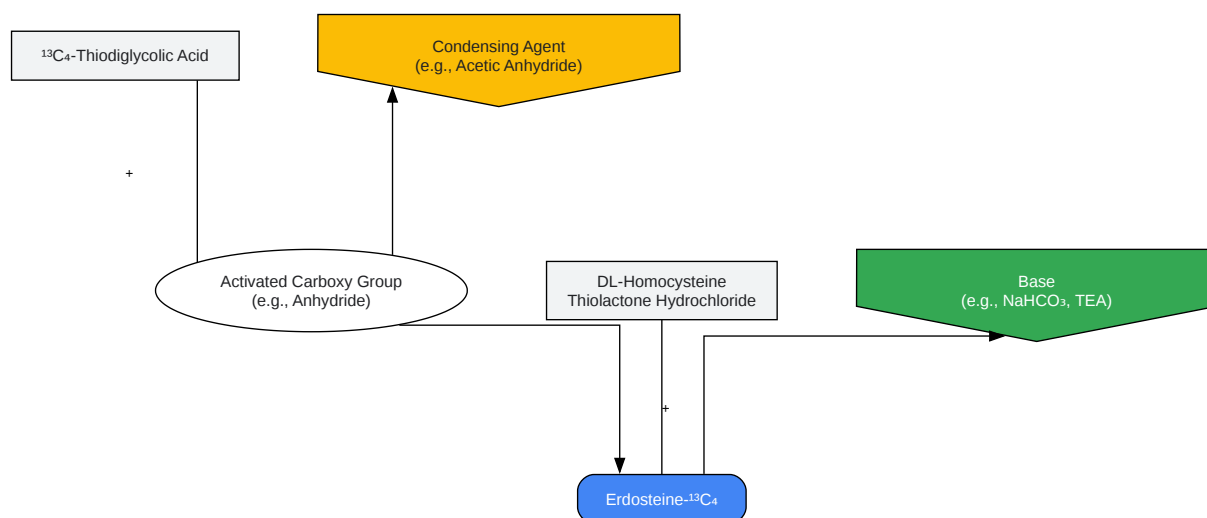 ¹³C₄-Thiodiglycolic Acid
Condensing Agent
(e.g., Acetic Anhydride)
+
Activated Carboxy Group
(e.g., Anhydride)
DL-Homocysteine
Thiolactone Hydrochloride
Base
(e.g., NaHCO₃, TEA)
+
Erdosteine-¹³C₄